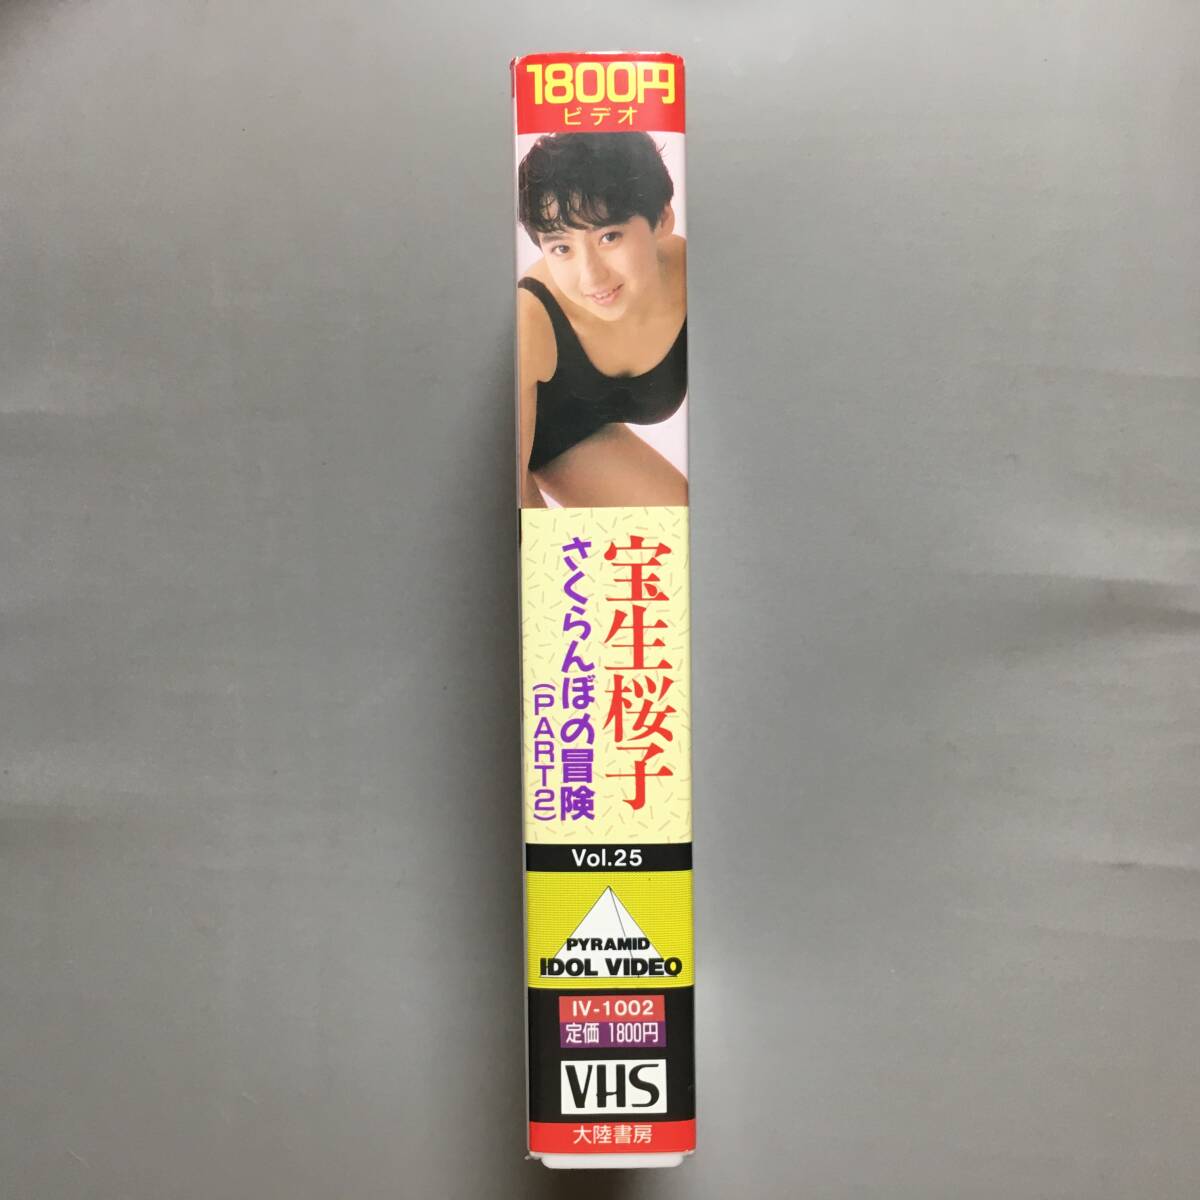 1800円
ビデオ
宝生桜子
さくらんぼの冒険
(PART2)
Vol.25
PYRAMID
IDOL VIDEO
IV-1002
定価 1800円
VHS
大陸書房